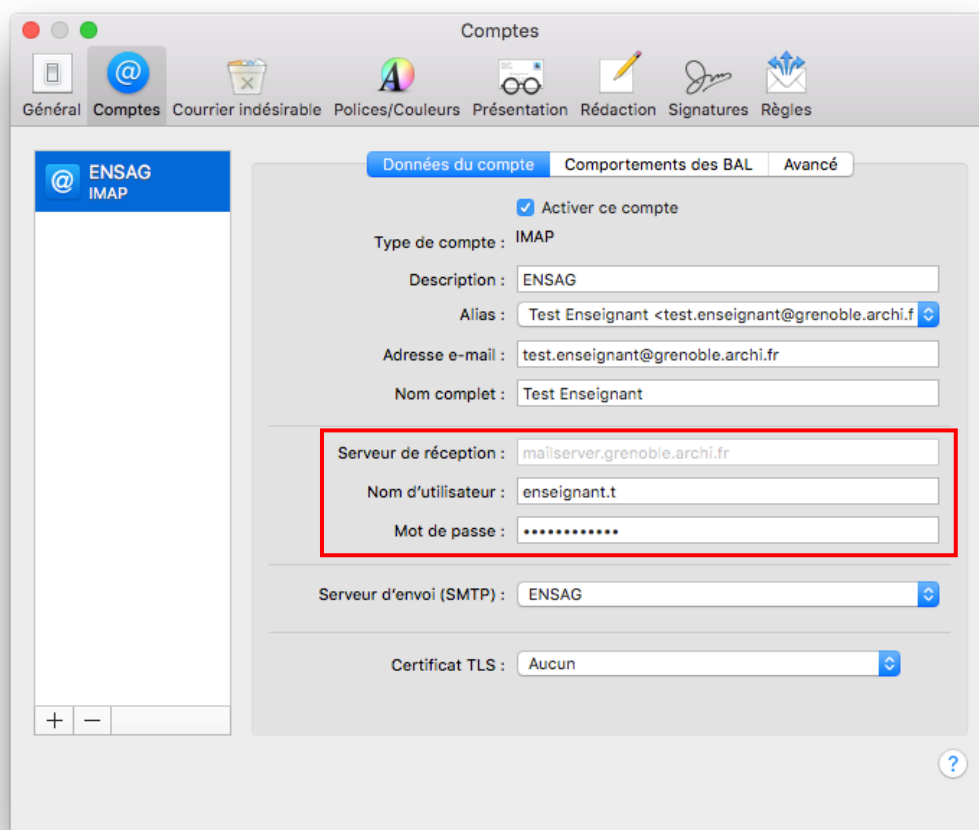 Comptes
Général Comptes Courrier indésirable Polices/Couleurs Présentation Rédaction Signatures Règles
ENSAG
IMAP
Données du compte Comportements des BAL Avancé
Activer ce compte
Type de compte : IMAP
Description : ENSAG
Alias : Test Enseignant <test.enseignant@grenoble.archi.f
Adresse e-mail : test.enseignant@grenoble.archi.fr
Nom complet : Test Enseignant
Serveur de réception : mailserver.grenoble.archi.fr
Nom d'utilisateur : enseignant.t
Mot de passe : ••••••••••••
Serveur d'envoi (SMTP) : ENSAG
Certificat TLS : Aucun
+ −
?